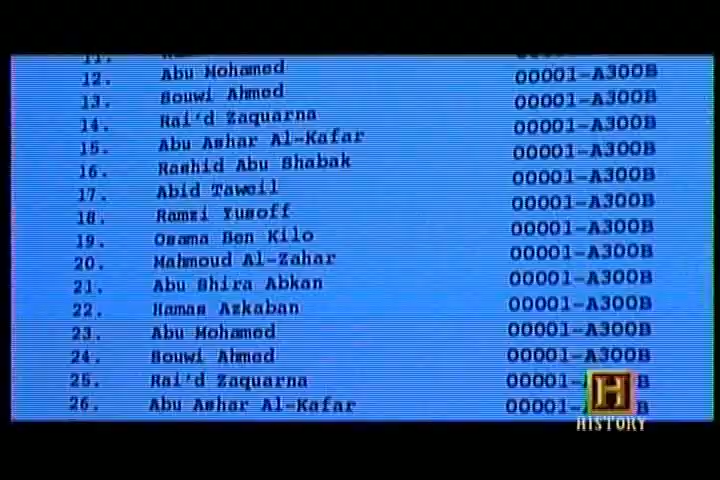 12. Abu Mohamed 00001-A300B
13. Souwi Ahmed 00001-A300B
14. Rai'd Zaquarna 00001-A300B
15. Abu Ashar Al-Kafar 00001-A300B
16. Rashid Abu Shabak 00001-A300B
17. Abid Taweil 00001-A300B
18. Ramzi Yusoff 00001-A300B
19. Osama Ben Kilo 00001-A300B
20. Mahmoud Al-Zahar 00001-A300B
21. Abu Shira Abkan 00001-A300B
22. Hamas Azkaban 00001-A300B
23. Abu Mohamed 00001-A300B
24. Souwi Ahmed 00001-A300B
25. Rai'd Zaquarna 00001- B
26. Abu Ashar Al-Kafar 00001- B
H
HISTORY